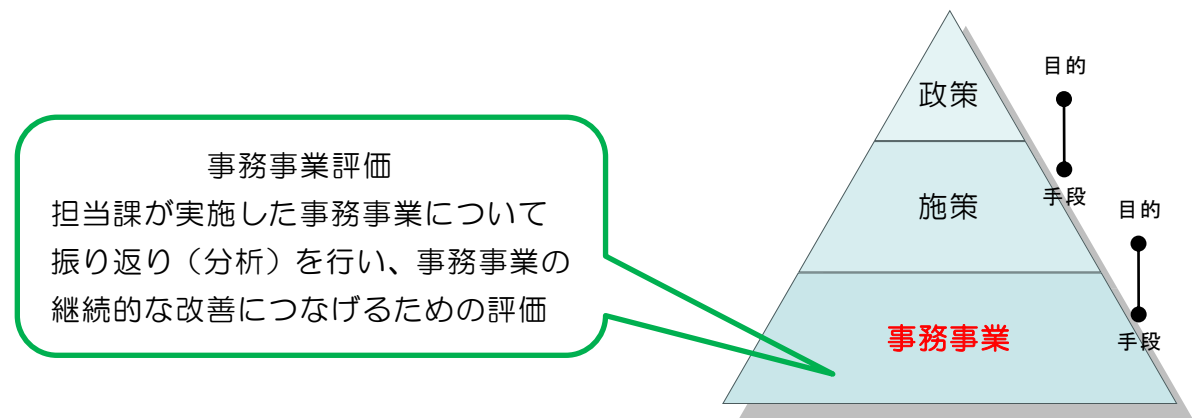 事務事業評価
担当課が実施した事務事業について
振り返り（分析）を行い、事務事業の
継続的な改善につなげるための評価
政策
施策
事務事業
目的
手段
目的
手段